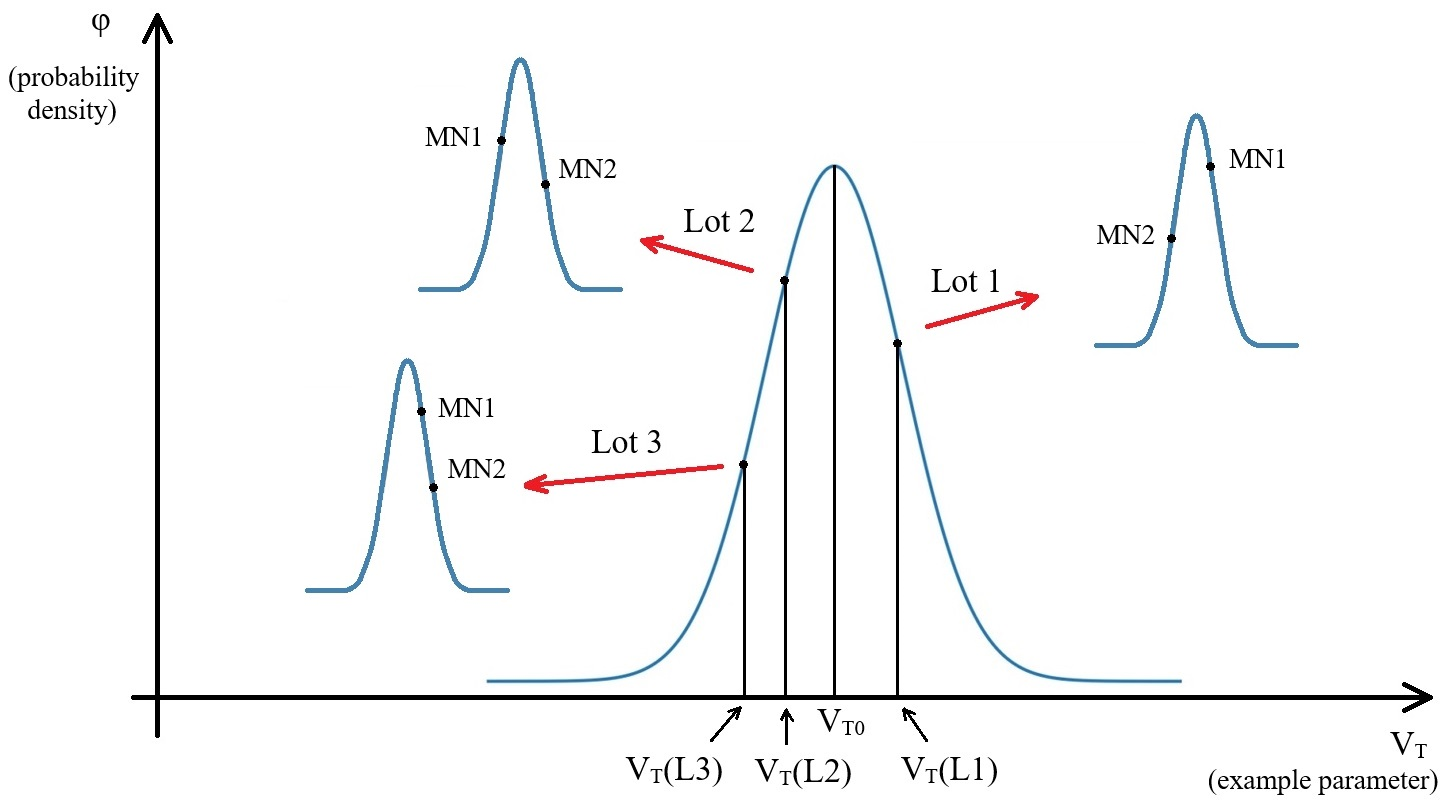 φ
(probability
density)
MN1
MN2
Lot 2
MN1
MN2
Lot 1
MN1
MN2
Lot 3
V_T0
V_T(L3)
V_T(L2)
V_T(L1)
V_T
(example parameter)